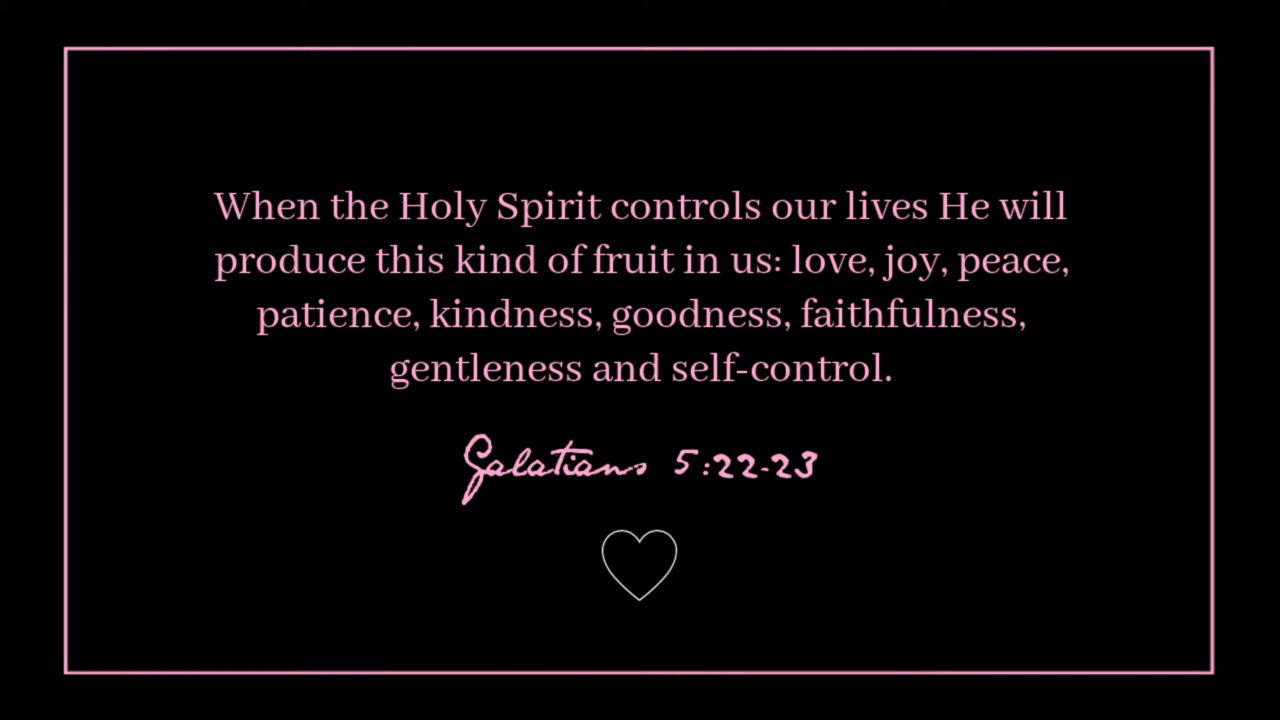 When the Holy Spirit controls our lives He will
produce this kind of fruit in us: love, joy, peace,
patience, kindness, goodness, faithfulness,
gentleness and self-control.
Galatians 5:22-23